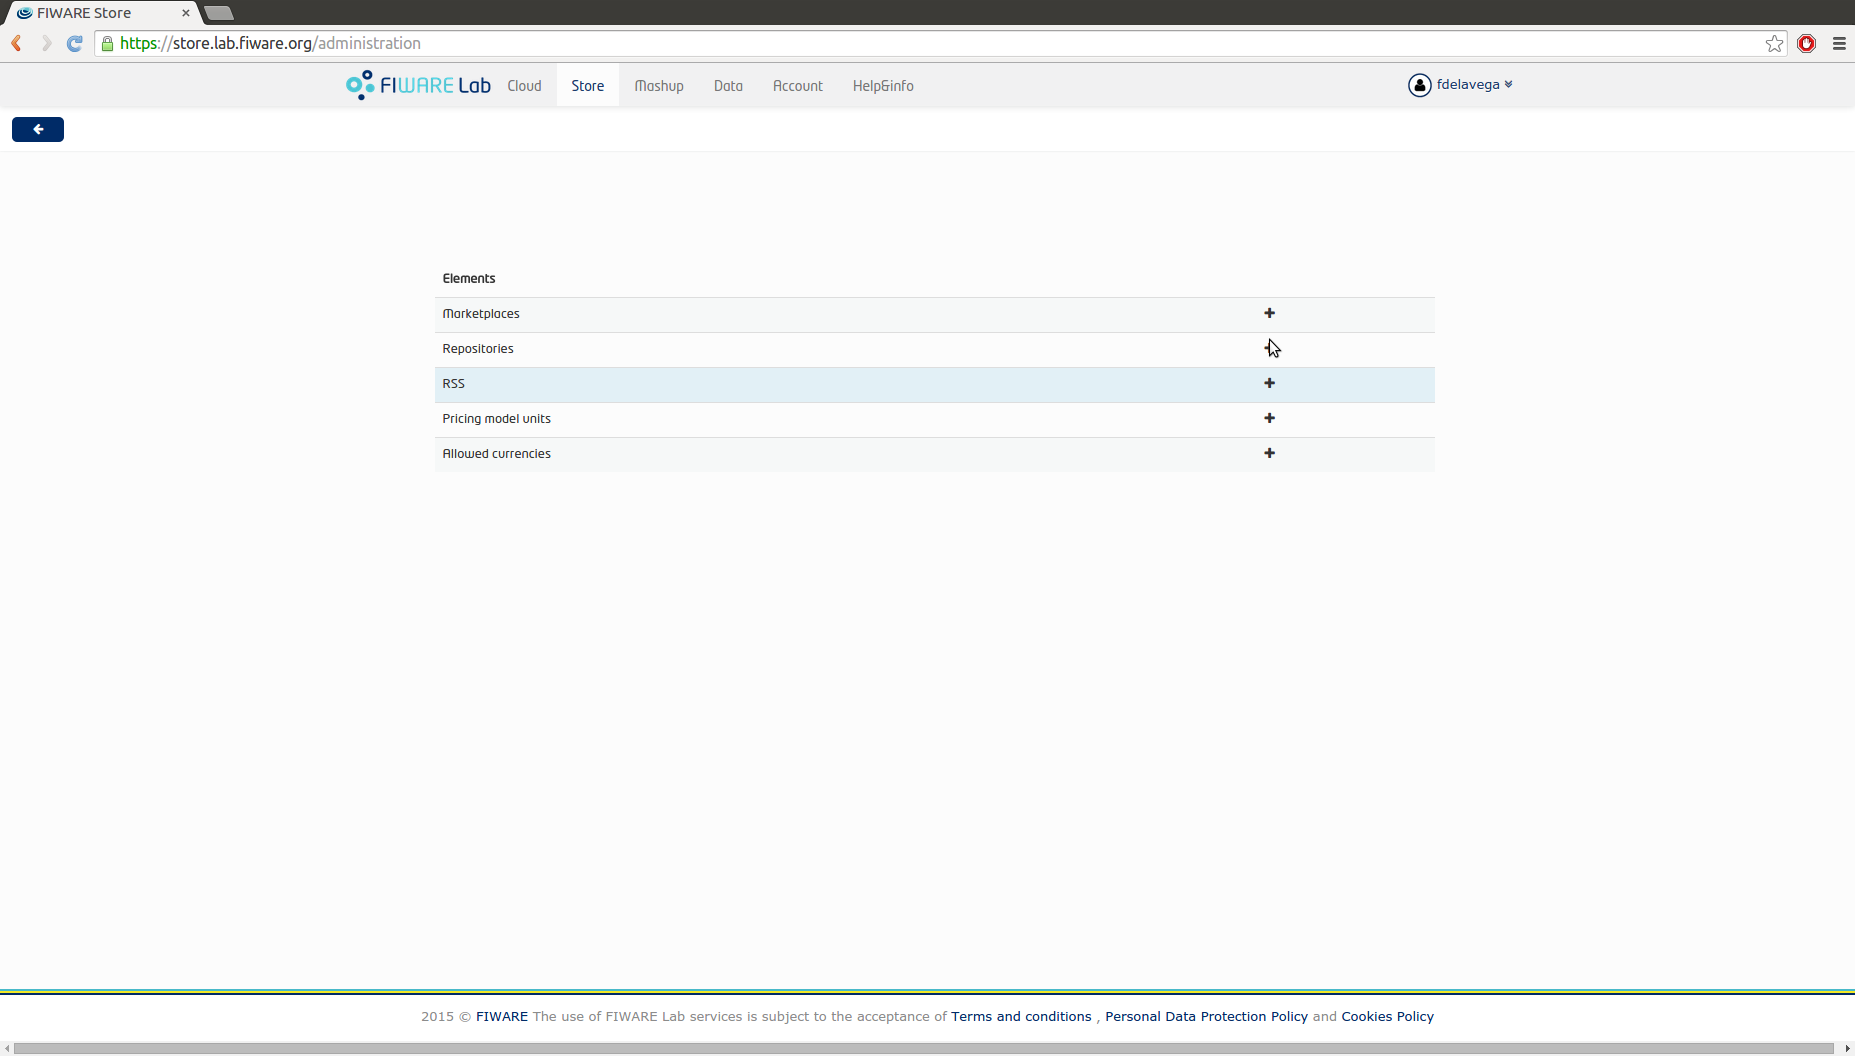 FIWARE Store
https://store.lab.fiware.org/administration
FIWARE Lab Cloud Store Mashup Data Account Help&info fdelavega
Elements
Marketplaces
Repositories
RSS
Pricing model units
Allowed currencies
2015 © FIWARE The use of FIWARE Lab services is subject to the acceptance of Terms and conditions , Personal Data Protection Policy and Cookies Policy